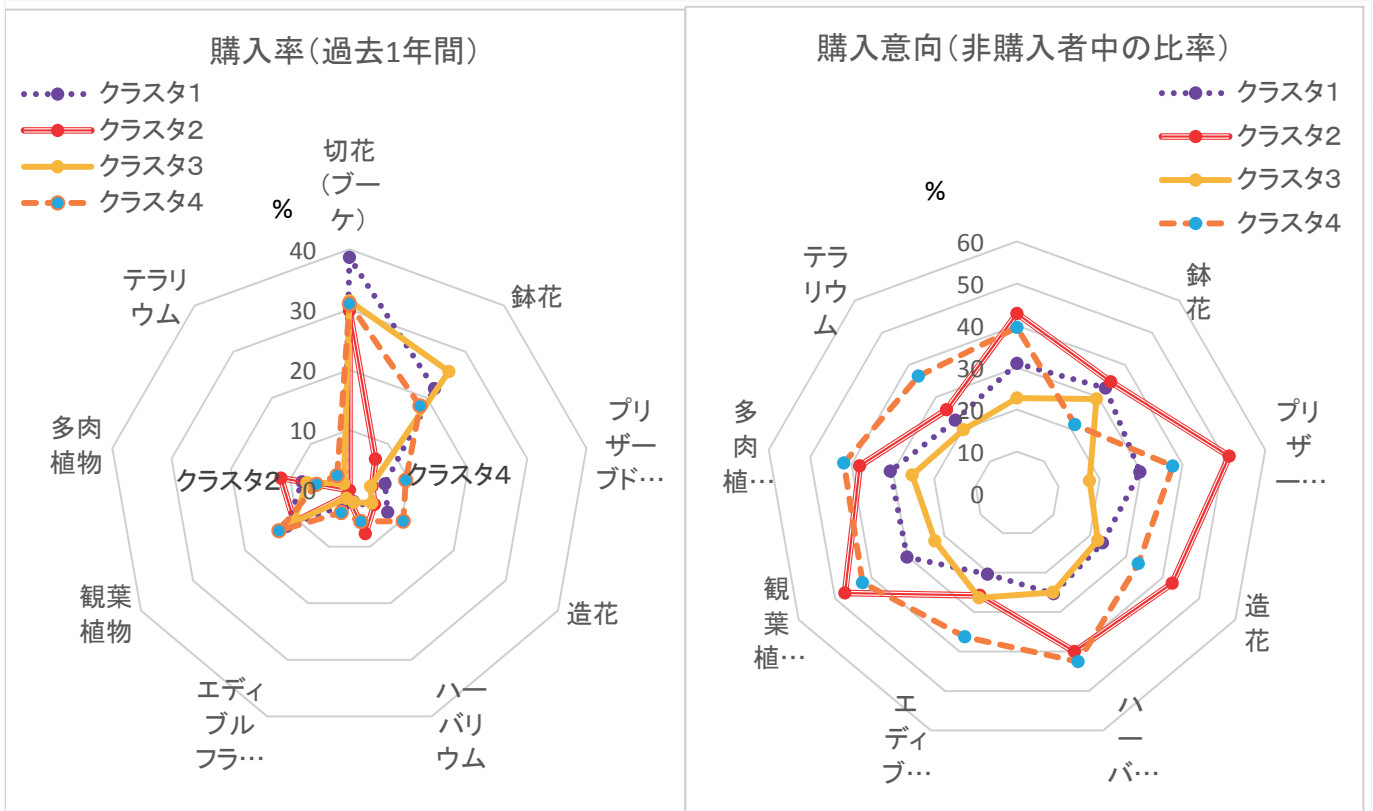 購入率(過去1年間)
クラスタ1
クラスタ2
クラスタ3
クラスタ4
%
切花
(ブー
ケ)
鉢花
プリ
ザー
ブド…
造花
ハー
バリ
ウム
エディ
ブル
フラ…
観葉
植物
多肉
植物
テラリ
ウム
40
30
20
10
0
クラスタ2
クラスタ4
購入意向(非購入者中の比率)
クラスタ1
クラスタ2
クラスタ3
クラスタ4
%
鉢
花
プリ
ザ
ー…
造
花
ハ
ー
バ…
エ
ディ
ブ…
観
葉
植…
多
肉
植…
テラ
リウ
ム
60
50
40
30
20
10
0